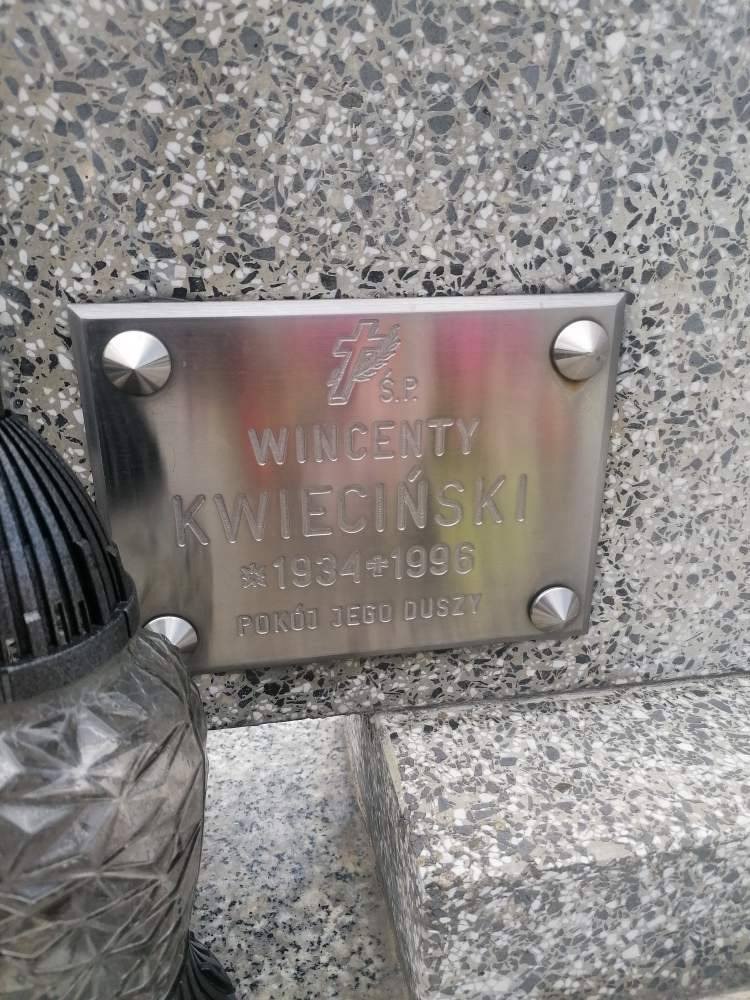 Ś.P.
WINCENTY
KWIECIŃSKI
*1934✝1996
POKÓJ JEGO DUSZY